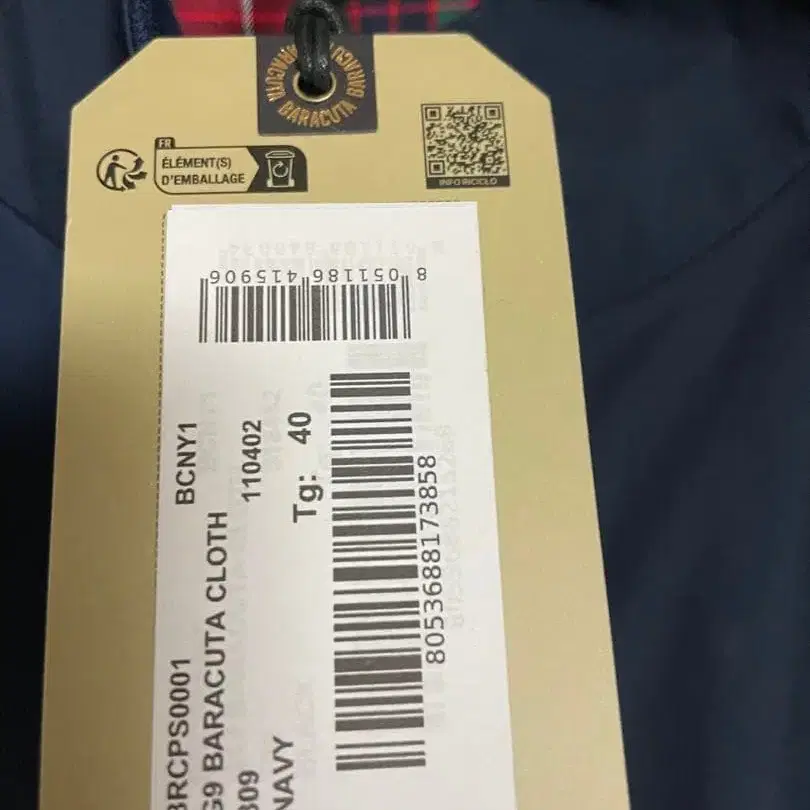 BARACUTA BARACUTA BARACUTA
FR
ÉLÉMENT(S)
D'EMBALLAGE
INFO RICICLO
8 051186 415906
BRCPS0001
BCNY1
G9 BARACUTA CLOTH
110402
309
Tg: 40
NAVY
8053688173858